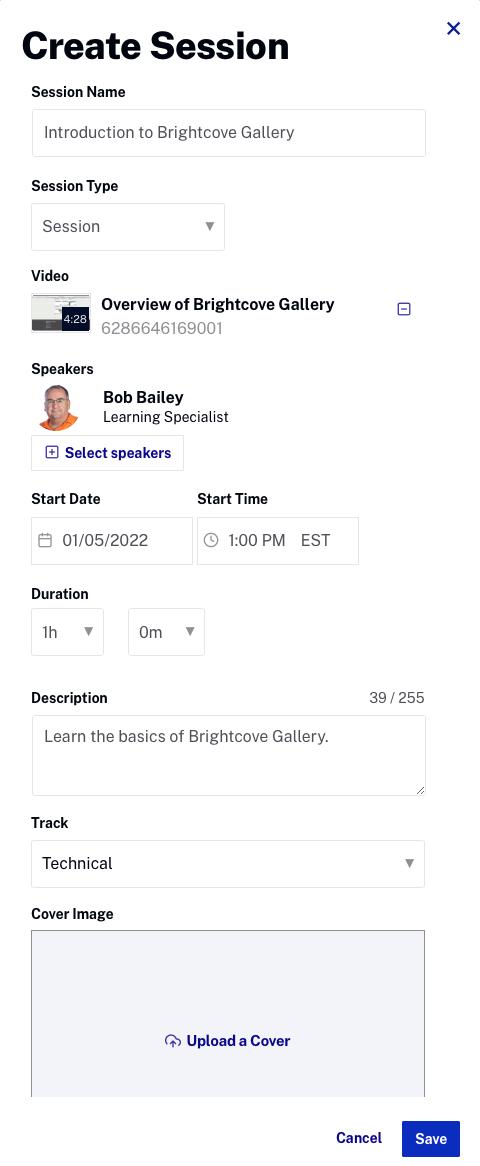 Create Session
Session Name
Introduction to Brightcove Gallery
Session Type
Session
Video
4:28
Overview of Brightcove Gallery
6286646169001
Speakers
Bob Bailey
Learning Specialist
Select speakers
Start Date Start Time
01/05/2022 1:00 PM EST
Duration
1h 0m
Description 39 / 255
Learn the basics of Brightcove Gallery.
Track
Technical
Cover Image
Upload a Cover
Cancel Save